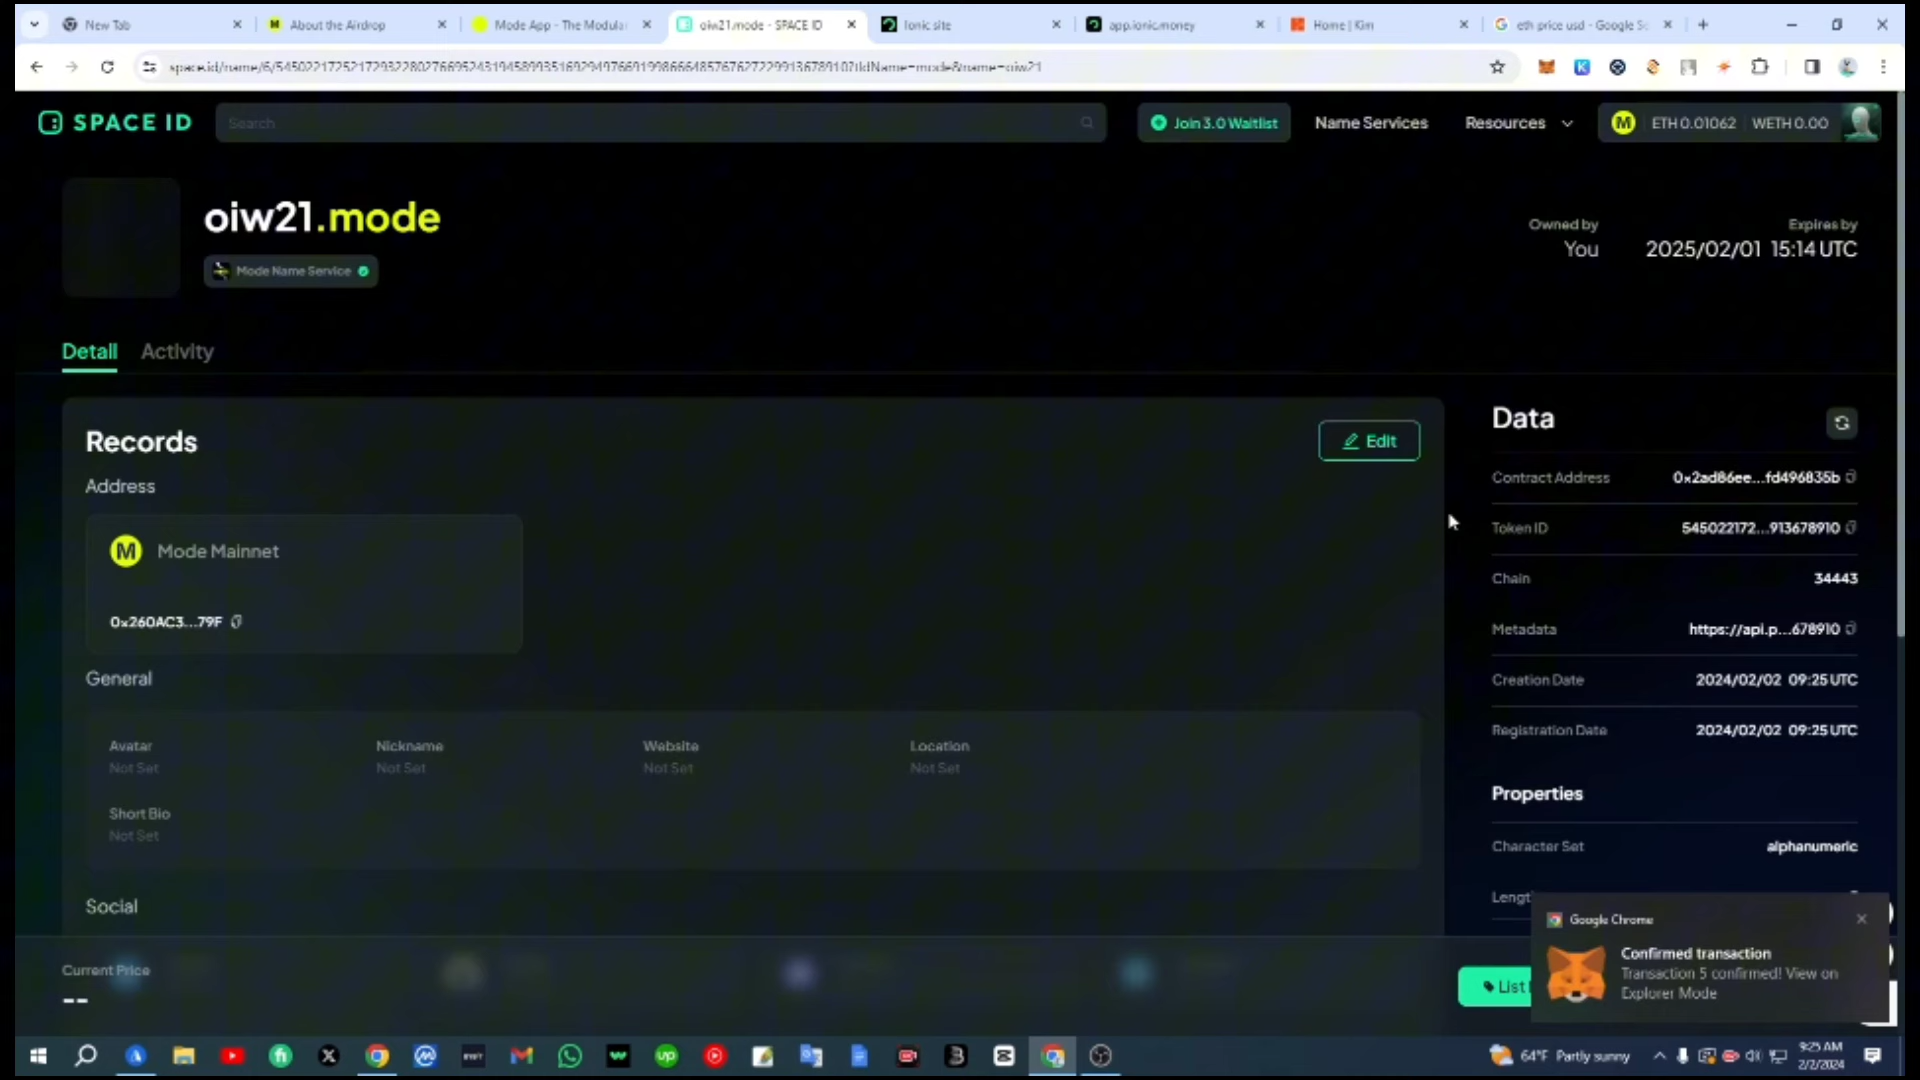 New Tab
About the Airdrop
Mode App - The Modular
oiw21.mode - SPACE ID
Ionic site
app.ionic.money
Home | Kim
eth price usd - Google Se
SPACE ID
Search
Join 3.0 Waitlist
Name Services
Resources
ETH 0.01062
WETH 0.00
oiw21.mode
Mode Name Service
Owned by
You
Expires by
2025/02/01 15:14 UTC
Detail
Activity
Records
Edit
Address
Mode Mainnet
0x260AC3...79F
General
Avatar
Not Set
Nickname
Not Set
Website
Not Set
Location
Not Set
Short Bio
Not Set
Social
Data
Contract Address
0x2ad86ee...fd496835b
Token ID
545022172...913678910
Chain
34443
Metadata
https://api.p...678910
Creation Date
2024/02/02 09:25 UTC
Registration Date
2024/02/02 09:25 UTC
Properties
Character Set
alphanumeric
Lengt
Current Price
--
List
Google Chrome
Confirmed transaction
Transaction 5 confirmed! View on
Explorer Mode
64°F Partly sunny
9:25 AM
2/2/2024